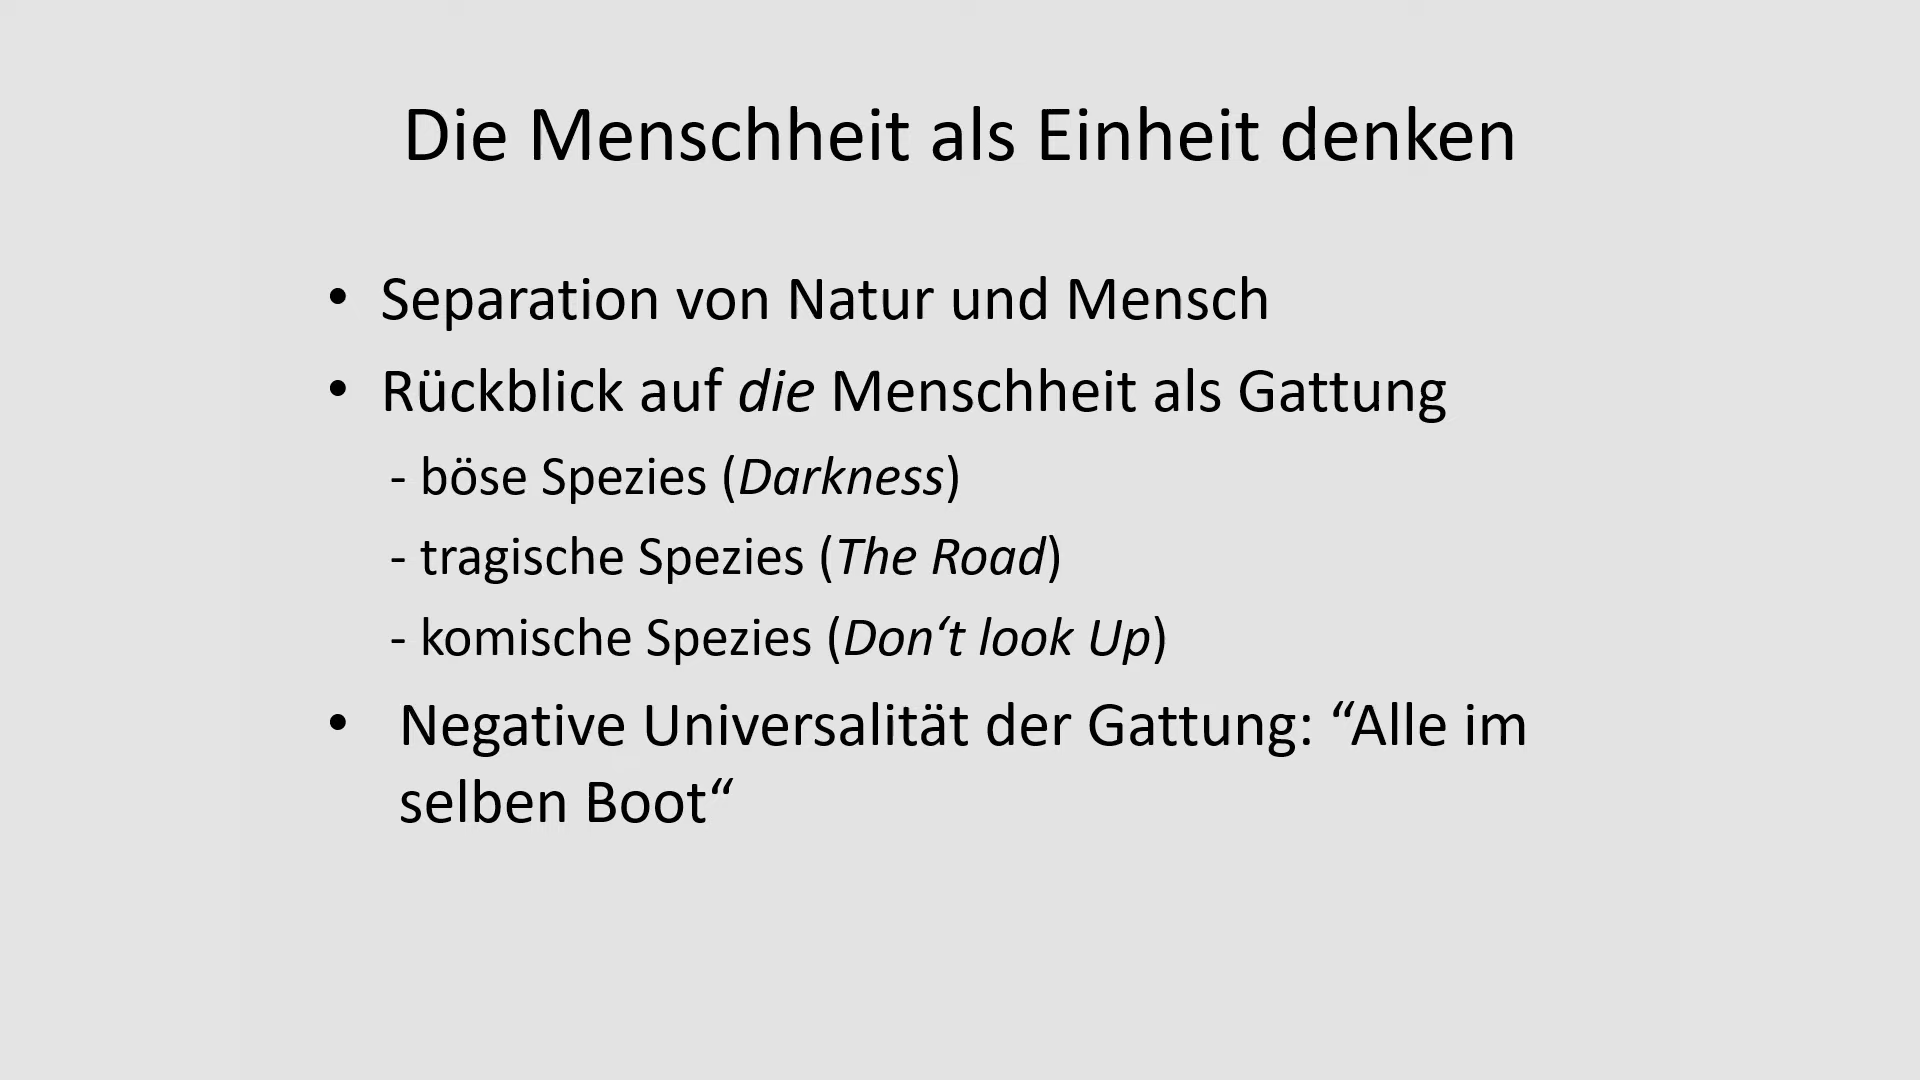 Die Menschheit als Einheit denken
• Separation von Natur und Mensch
• Rückblick auf die Menschheit als Gattung
- böse Spezies (Darkness)
- tragische Spezies (The Road)
- komische Spezies (Don‘t look Up)
• Negative Universalität der Gattung: “Alle im
selben Boot“